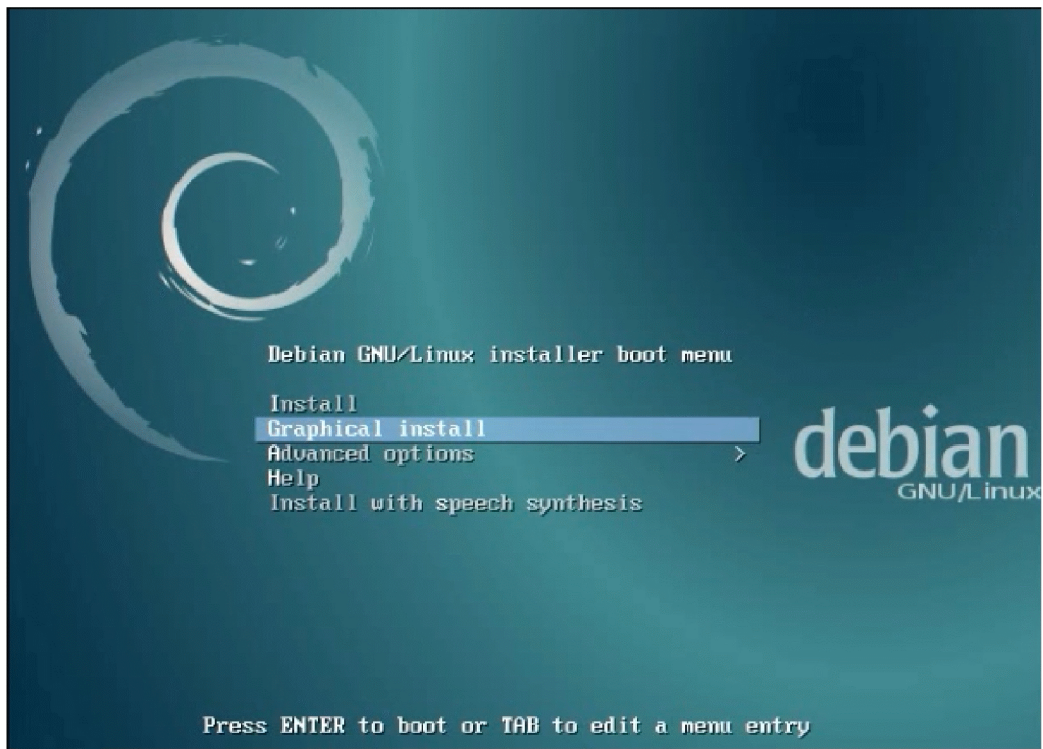 Debian GNU/Linux installer boot menu
Install
Graphical install
Advanced options >
Help
Install with speech synthesis
debian
GNU/Linux
Press ENTER to boot or TAB to edit a menu entry